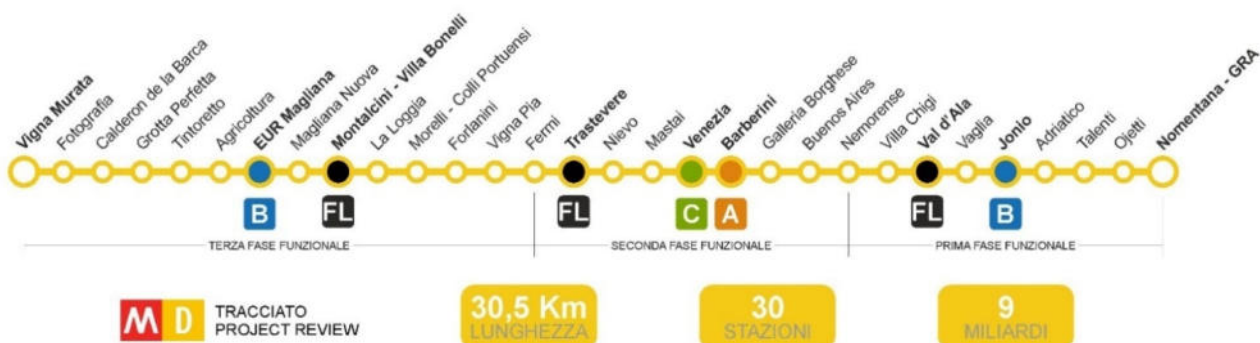 Vigna Murata
Fotografia
Calderon de la Barca
Grotta Perfetta
Tintoretto
Agricoltura
EUR Magliana
Magliana Nuova
Montalcini - Villa Bonelli
La Loggia
Morelli - Colli Portuensi
Forlanini
Vigna Pia
Fermi
Trastevere
Nievo
Mastai
Venezia
Barberini
Galleria Borghese
Buenos Aires
Nemorense
Villa Chigi
Val d'Ala
Vaglia
Jonio
Adriatico
Talenti
Ojetti
Nomentana - GRA
B
FL
FL
C
A
FL
B
TERZA FASE FUNZIONALE
SECONDA FASE FUNZIONALE
PRIMA FASE FUNZIONALE
M D
TRACCIATO
PROJECT REVIEW
30,5 Km
LUNGHEZZA
30
STAZIONI
9
MILIARDI